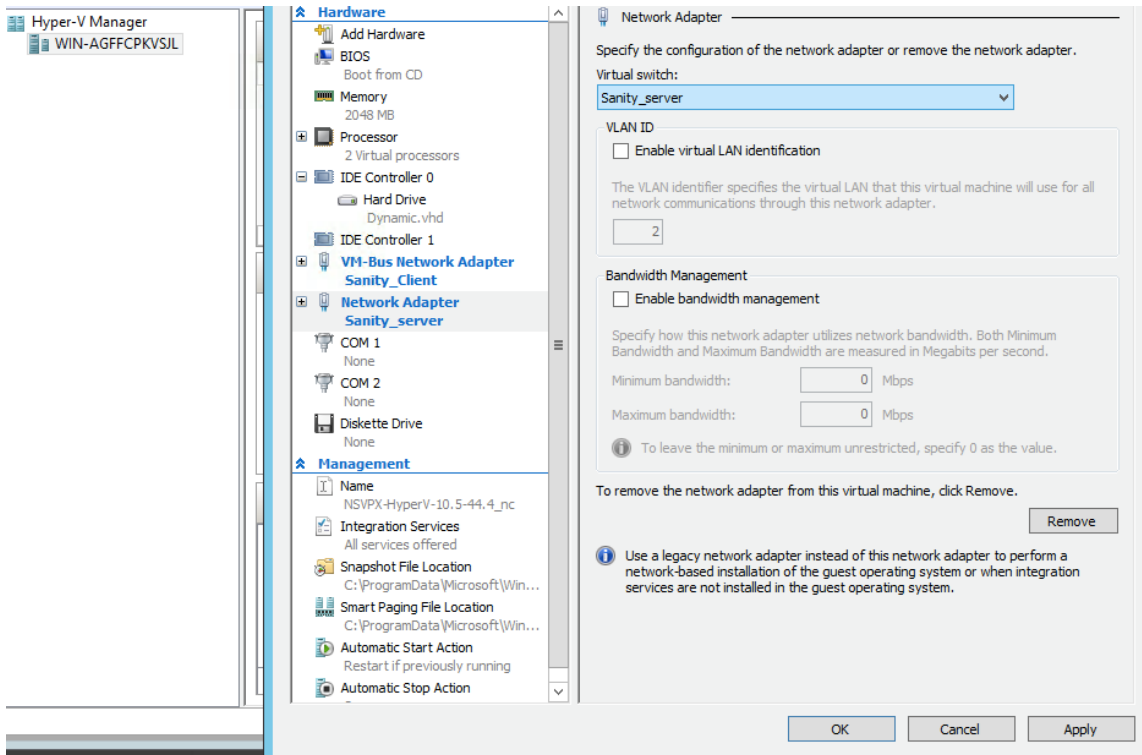 Hyper-V Manager
WIN-AGFFCPKVSJL
Hardware
Add Hardware
BIOS
Boot from CD
Memory
2048 MB
Processor
2 Virtual processors
IDE Controller 0
Hard Drive
Dynamic.vhd
IDE Controller 1
VM-Bus Network Adapter
Sanity_Client
Network Adapter
Sanity_server
COM 1
None
COM 2
None
Diskette Drive
None
Management
Name
NSVPX-HyperV-10.5-44.4_nc
Integration Services
All services offered
Snapshot File Location
C:\ProgramData\Microsoft\Win...
Smart Paging File Location
C:\ProgramData\Microsoft\Win...
Automatic Start Action
Restart if previously running
Automatic Stop Action
Network Adapter
Specify the configuration of the network adapter or remove the network adapter.
Virtual switch:
Sanity_server
VLAN ID
Enable virtual LAN identification
The VLAN identifier specifies the virtual LAN that this virtual machine will use for all
network communications through this network adapter.
2
Bandwidth Management
Enable bandwidth management
Specify how this network adapter utilizes network bandwidth. Both Minimum
Bandwidth and Maximum Bandwidth are measured in Megabits per second.
Minimum bandwidth: 0 Mbps
Maximum bandwidth: 0 Mbps
To leave the minimum or maximum unrestricted, specify 0 as the value.
To remove the network adapter from this virtual machine, click Remove.
Remove
Use a legacy network adapter instead of this network adapter to perform a
network-based installation of the guest operating system or when integration
services are not installed in the guest operating system.
OK Cancel Apply